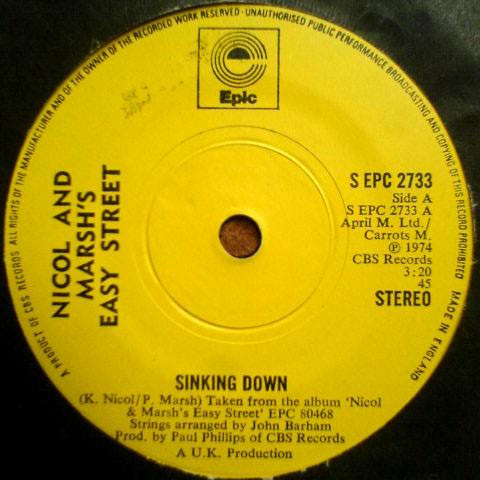 OF THE OWNER OF THE RECORDED WORK RESERVED · UNAUTHORISED PUBLIC PERFORMANCE BROADCASTING AND COPYING OF THIS RECORD PROHIBITED
A PRODUCT OF CBS RECORDS ALL RIGHTS OF THE MANUFACTURER AND
MADE IN ENGLAND
Epic
NICOL AND
MARSH'S
EASY STREET
S EPC 2733
Side A
S EPC 2733 A
April M. Ltd./
Carrots M.
℗ 1974
CBS Records
3:20
45
STEREO
SINKING DOWN
(K. Nicol/P. Marsh) Taken from the album 'Nicol
& Marsh's Easy Street' EPC 80468
Strings arranged by John Barham
Prod. by Paul Phillips of CBS Records
A U.K. Production